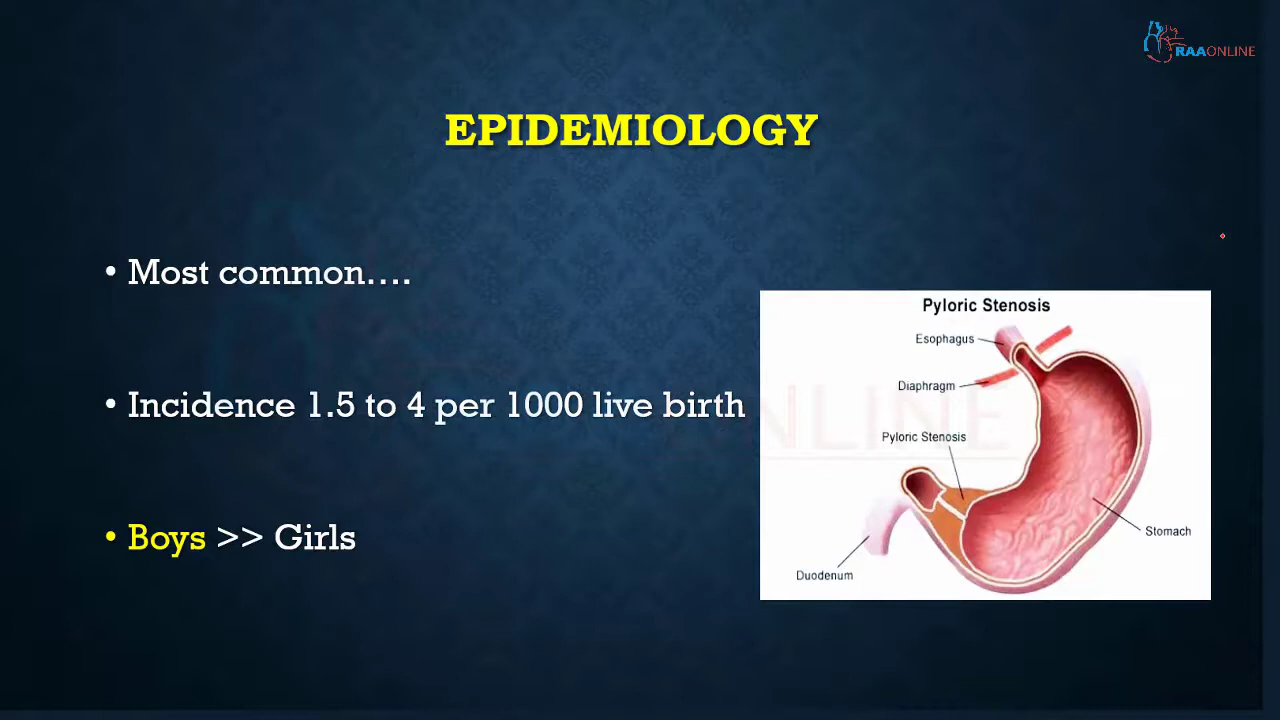 RAAONLINE
EPIDEMIOLOGY
• Most common....
• Incidence 1.5 to 4 per 1000 live birth
• Boys >> Girls
Pyloric Stenosis
Esophagus
Diaphragm
Pyloric Stenosis
Stomach
Duodenum